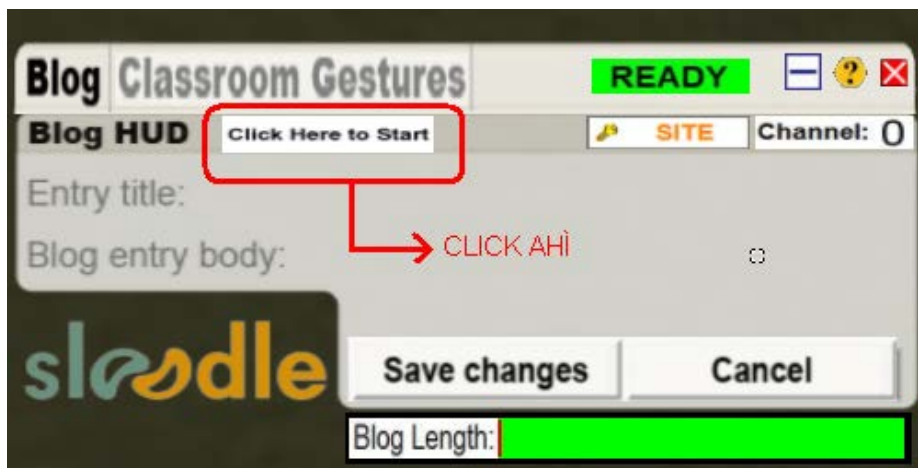 Blog Classroom Gestures READY ?
Blog HUD Click Here to Start SITE Channel: 0
Entry title:
CLICK AHÌ
Blog entry body:
sloodle
Save changes Cancel
Blog Length: